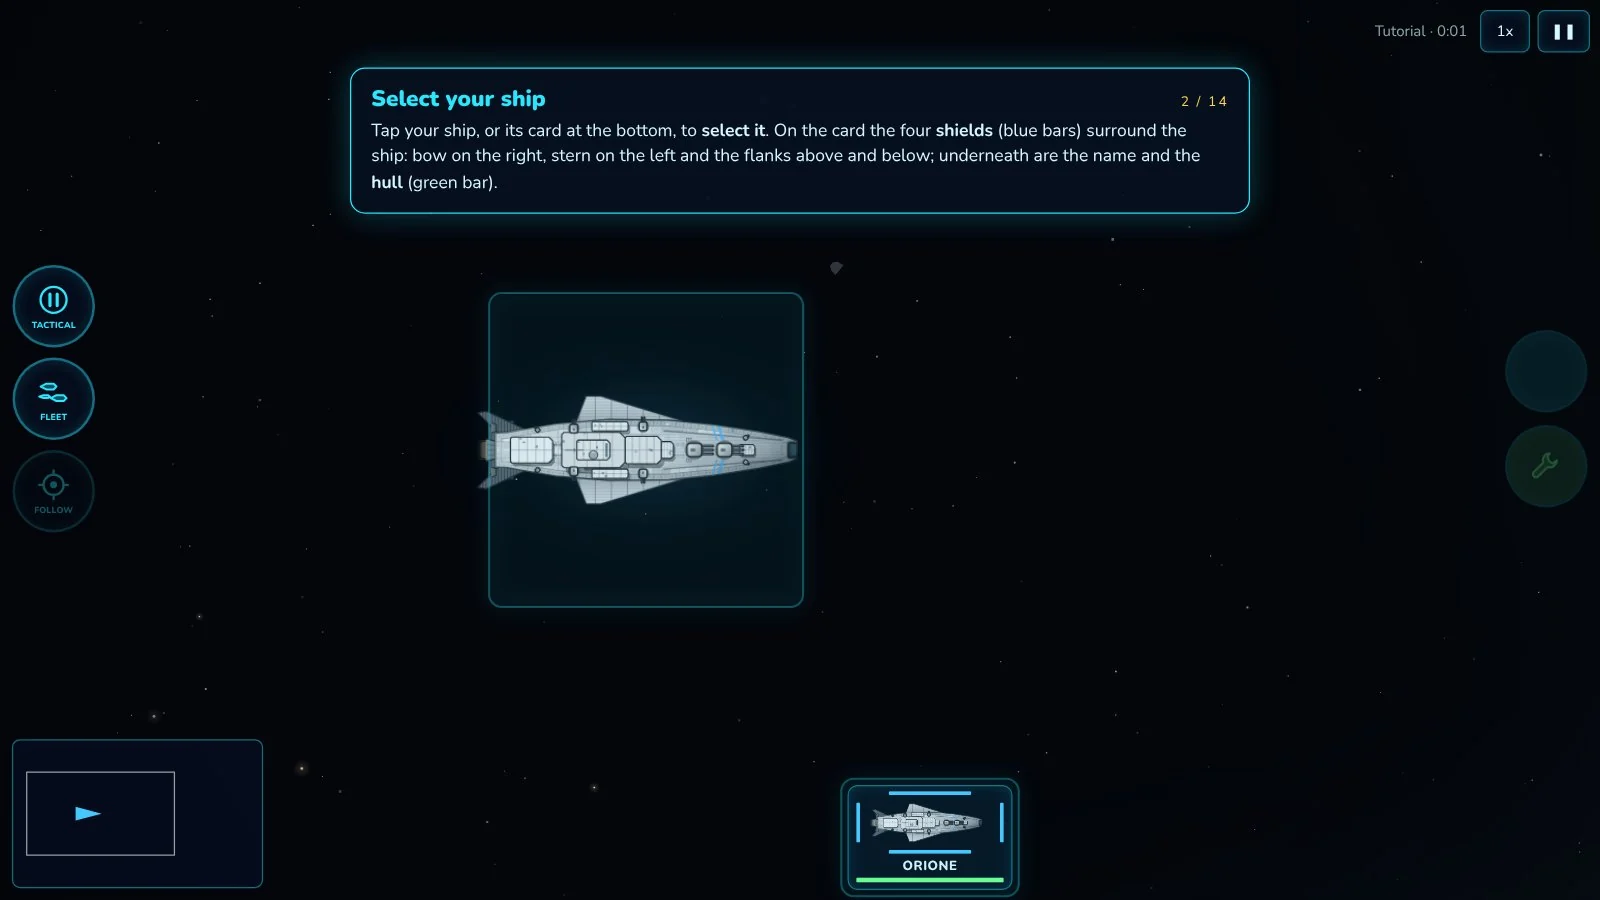 Tutorial · 0:01
1x
Select your ship
2 / 14
Tap your ship, or its card at the bottom, to select it. On the card the four shields (blue bars) surround the
ship: bow on the right, stern on the left and the flanks above and below; underneath are the name and the
hull (green bar).
TACTICAL
FLEET
FOLLOW
ORIONE